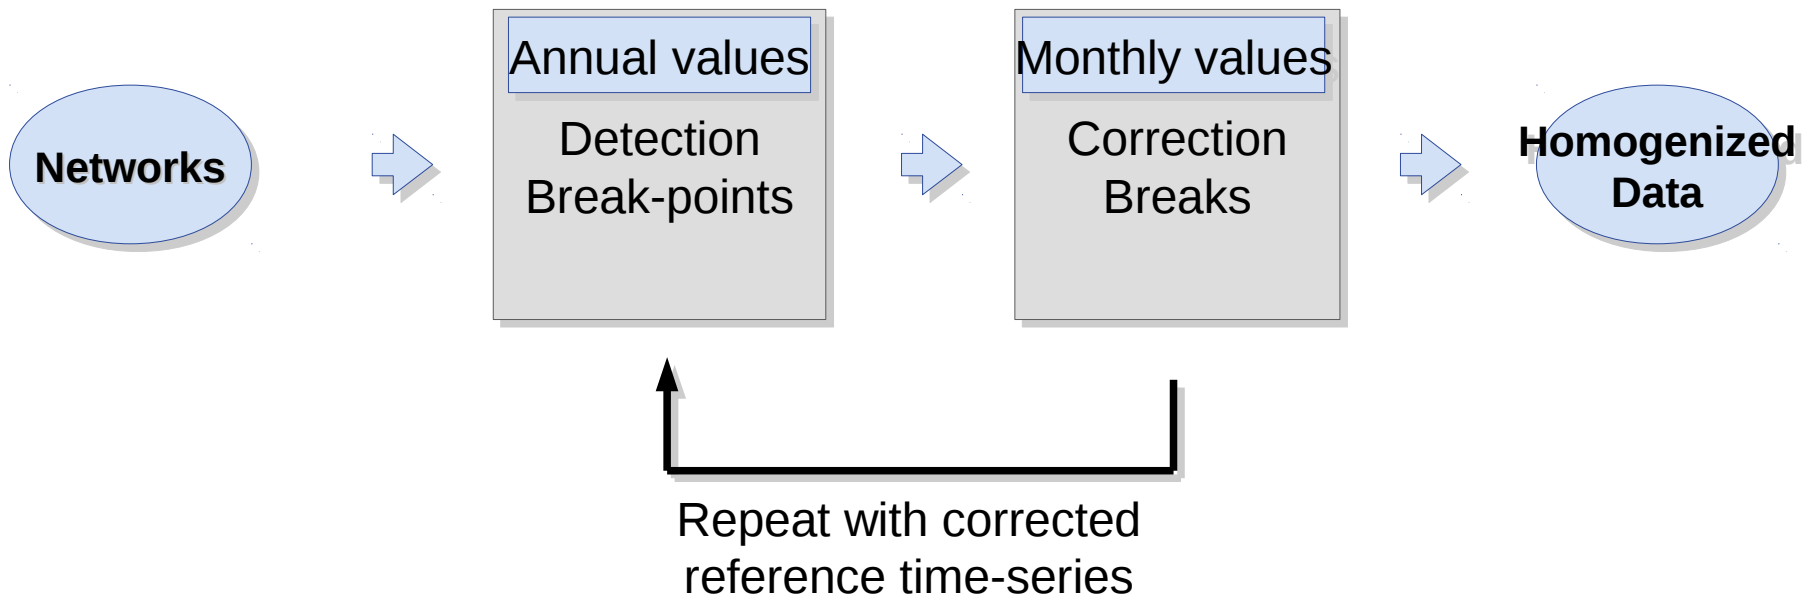 Networks
Annual values
Detection
Break-points
Monthly values
Correction
Breaks
Homogenized
Data
Repeat with corrected
reference time-series